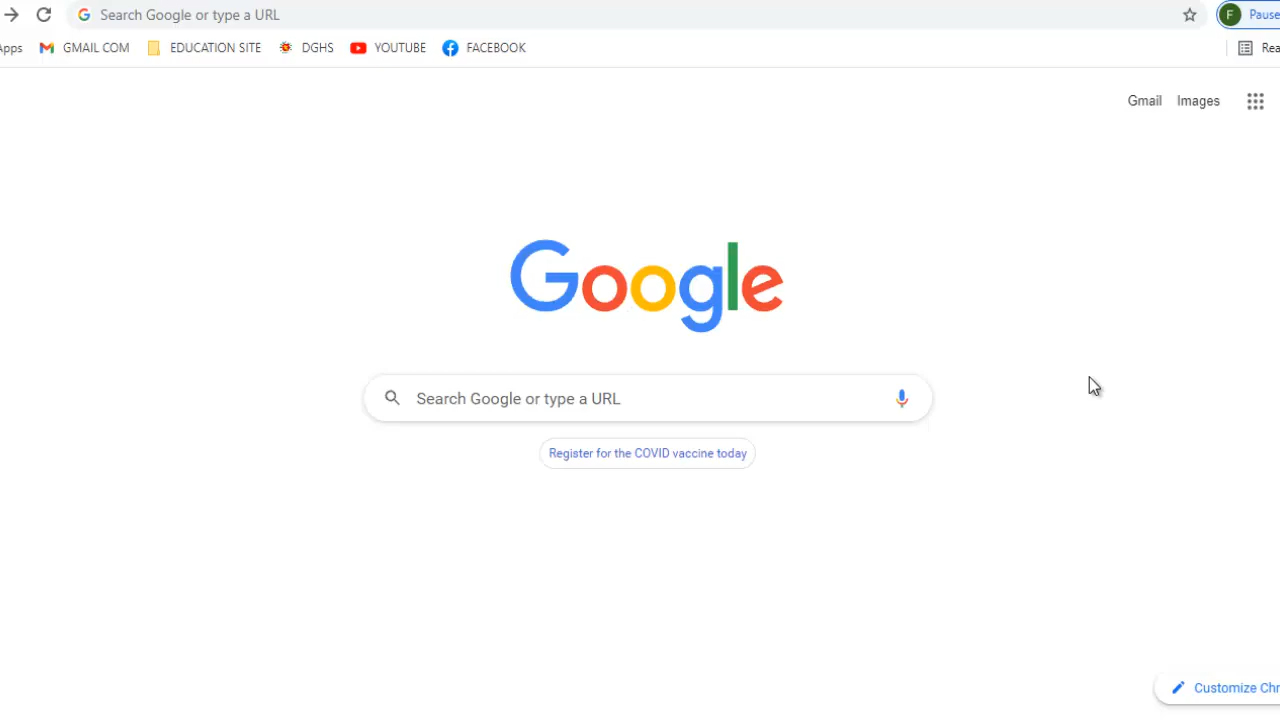 Search Google or type a URL
F Pause
Apps GMAIL COM EDUCATION SITE DGHS YOUTUBE FACEBOOK Rea
Gmail Images
Google
Search Google or type a URL
Register for the COVID vaccine today
Customize Chr